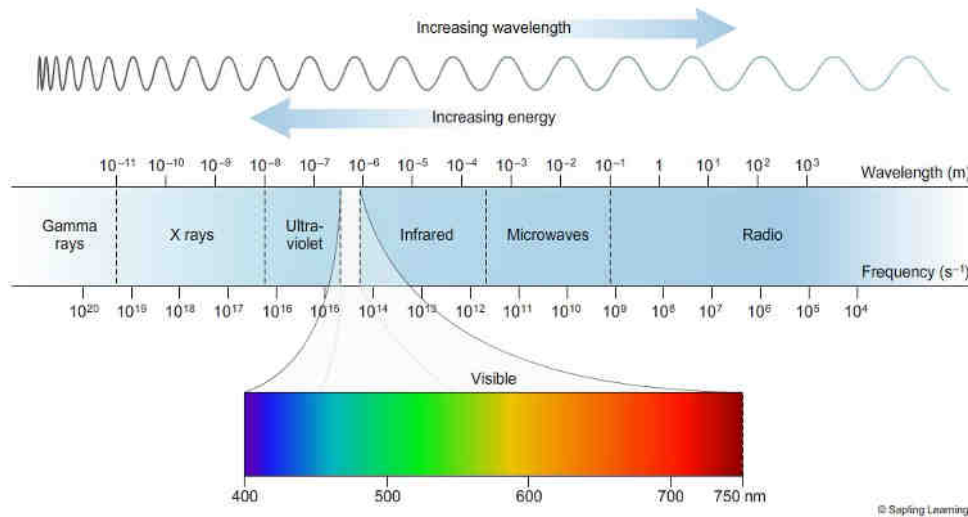 Increasing wavelength
Increasing energy
10⁻¹¹ 10⁻¹⁰ 10⁻⁹ 10⁻⁸ 10⁻⁷ 10⁻⁶ 10⁻⁵ 10⁻⁴ 10⁻³ 10⁻² 10⁻¹ 1 10¹ 10² 10³ Wavelength (m)
Gamma rays
X rays
Ultra-
violet
Infrared
Microwaves
Radio
Frequency (s⁻¹)
10²⁰ 10¹⁹ 10¹⁸ 10¹⁷ 10¹⁶ 10¹⁵ 10¹⁴ 10¹³ 10¹² 10¹¹ 10¹⁰ 10⁹ 10⁸ 10⁷ 10⁶ 10⁵ 10⁴
Visible
400 500 600 700 750 nm
© Sapling Learning